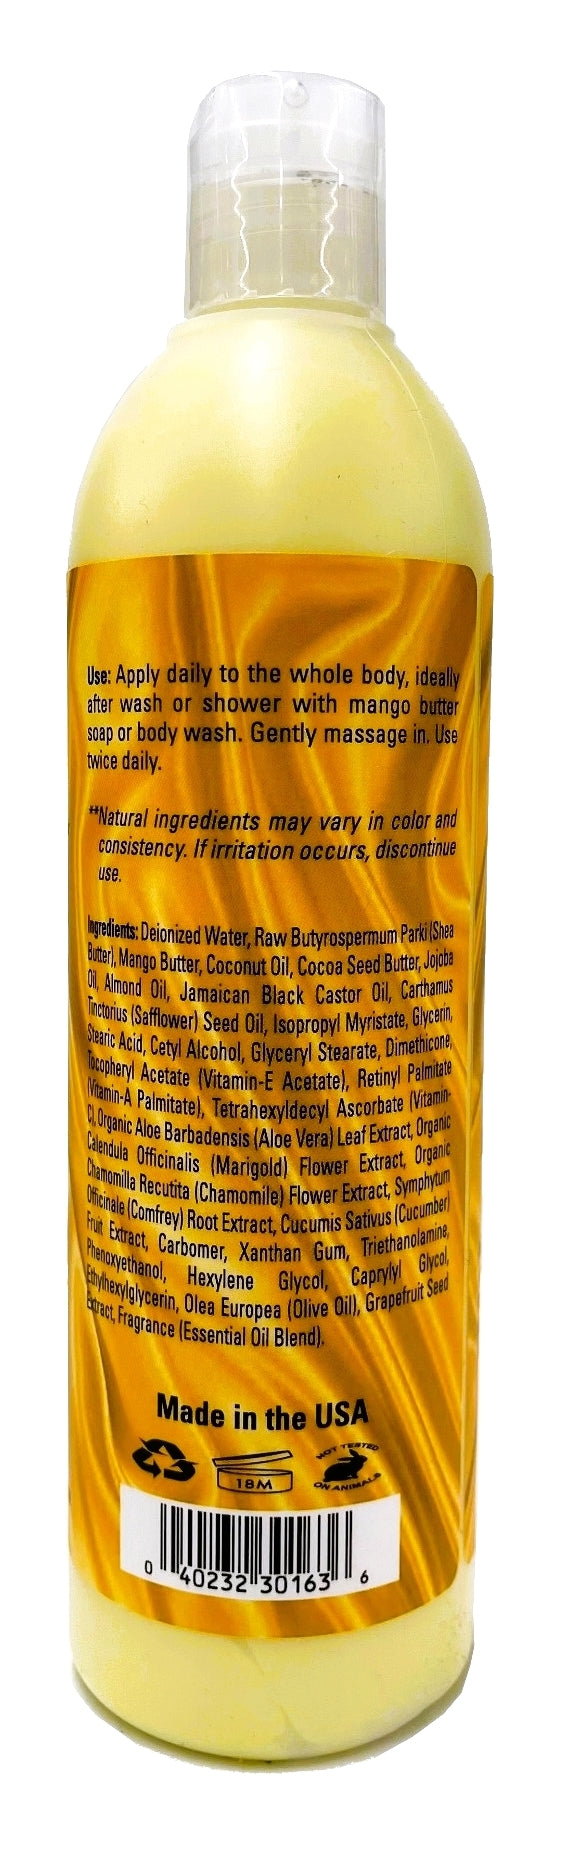 Use: Apply daily to the whole body, ideally
after wash or shower with mango butter
soap or body wash. Gently massage in. Use
twice daily.
**Natural ingredients may vary in color and
consistency. If irritation occurs, discontinue
use.
Ingredients: Deionized Water, Raw Butyrospermum Parki (Shea
Butter), Mango Butter, Coconut Oil, Cocoa Seed Butter, Jojoba
Oil, Almond Oil, Jamaican Black Castor Oil, Carthamus
Tinctorius (Safflower) Seed Oil, Isopropyl Myristate, Glycerin,
Stearic Acid, Cetyl Alcohol, Glyceryl Stearate, Dimethicone,
Tocopheryl Acetate (Vitamin-E Acetate), Retinyl Palmitate
(Vitamin-A Palmitate), Tetrahexyldecyl Ascorbate (Vitamin-
C), Organic Aloe Barbadensis (Aloe Vera) Leaf Extract, Organic
Calendula Officinalis (Marigold) Flower Extract, Organic
Chamomilla Recutita (Chamomile) Flower Extract, Symphytum
Officinale (Comfrey) Root Extract, Cucumis Sativus (Cucumber)
Fruit Extract, Carbomer, Xanthan Gum, Triethanolamine,
Phenoxyethanol, Hexylene Glycol, Caprylyl Glycol,
Ethylhexylglycerin, Olea Europea (Olive Oil), Grapefruit Seed
Extract, Fragrance (Essential Oil Blend).
Made in the USA
18M
NOT TESTED
ON ANIMALS
0 40232 30163 6